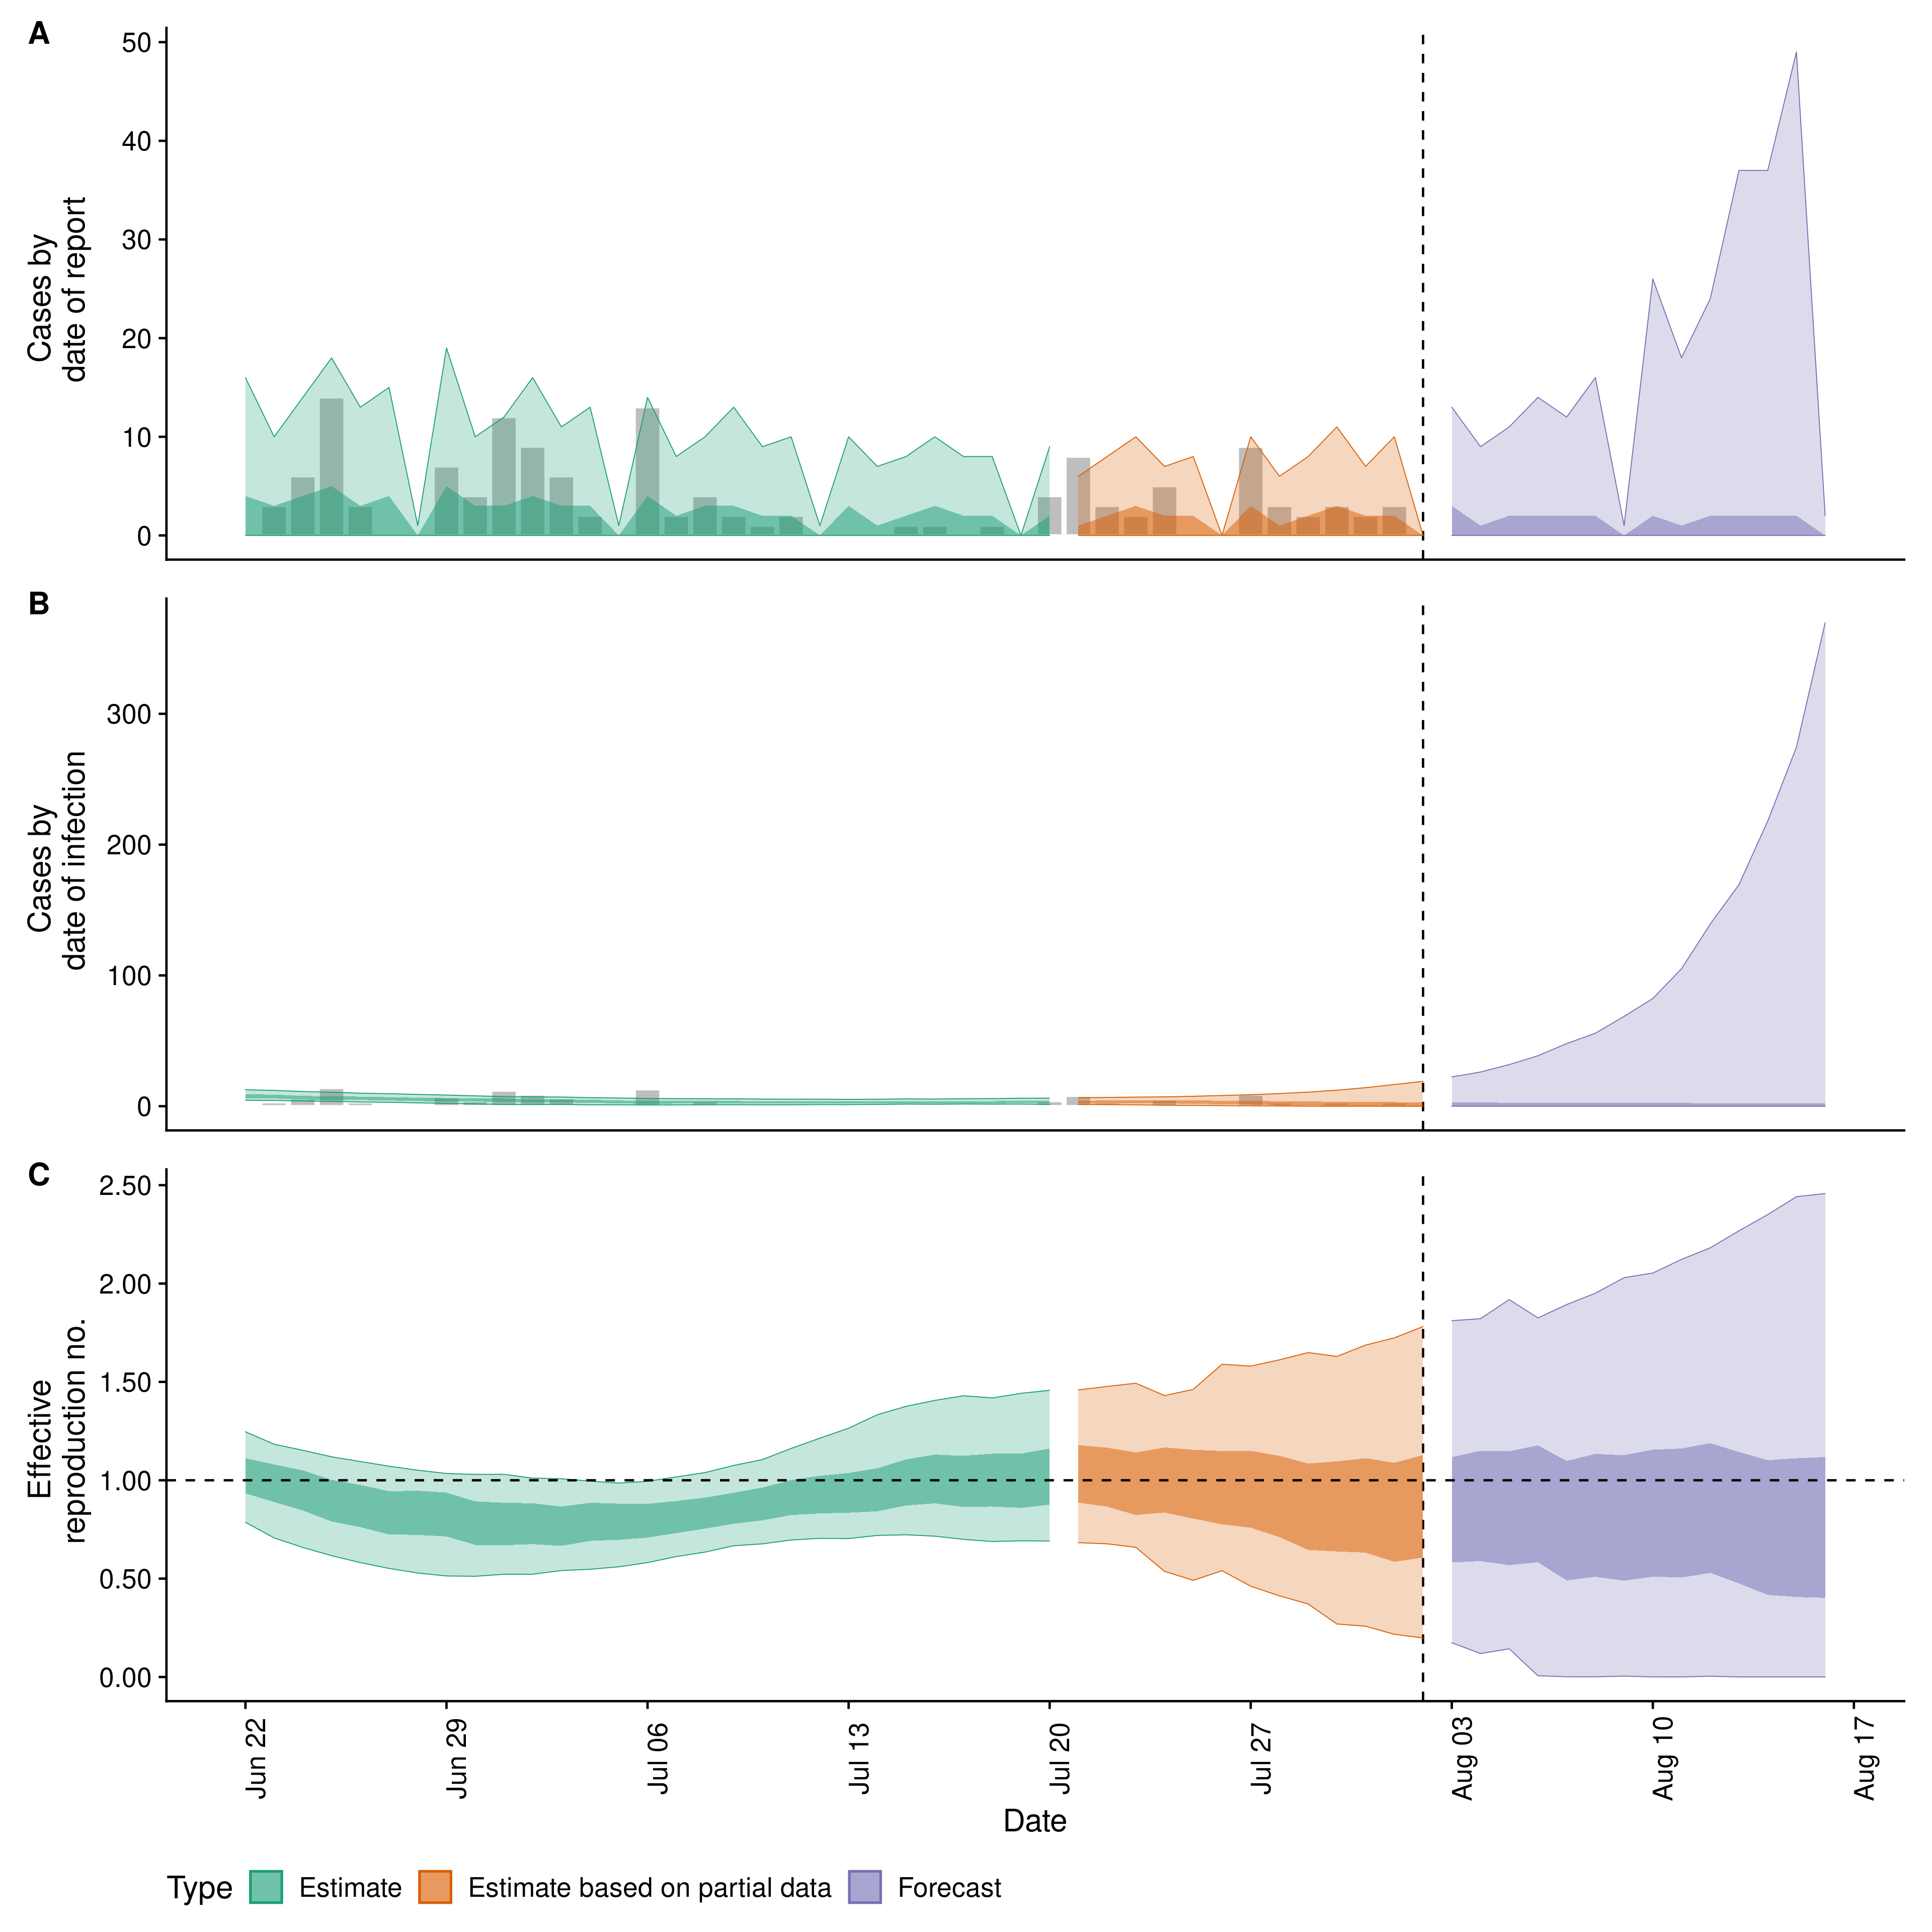 A
50
40
30
20
10
0
Cases by
date of report
B
300
200
100
0
Cases by
date of infection
C
2.50
2.00
1.50
1.00
0.50
0.00
Effective
reproduction no.
Jun 22
Jun 29
Jul 06
Jul 13
Jul 20
Jul 27
Aug 03
Aug 10
Aug 17
Date
Type Estimate Estimate based on partial data Forecast